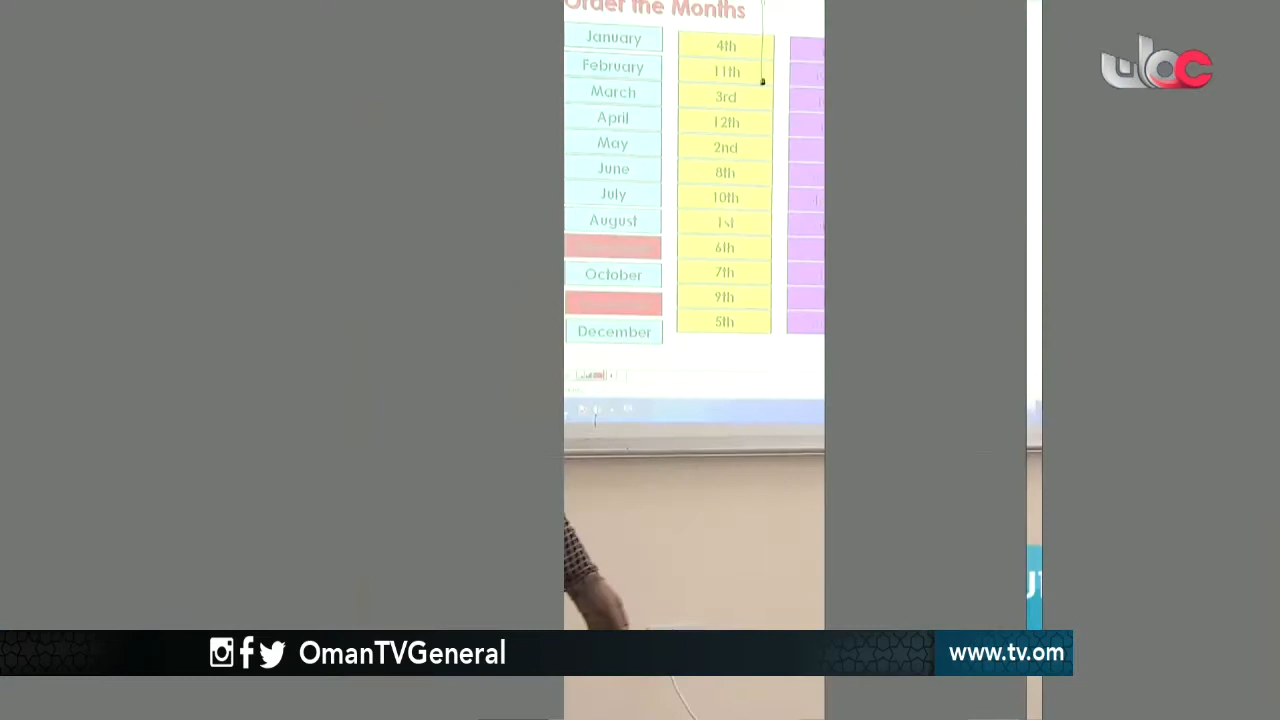 Order the Months
January
February
March
April
May
June
July
August
October
December
4th
11th
3rd
12th
2nd
8th
10th
1st
6th
7th
9th
5th
عمان
OmanTVGeneral
www.tv.om